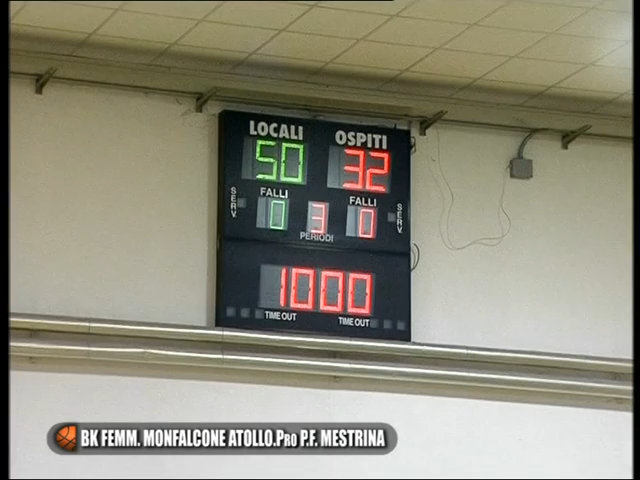 LOCALI OSPITI
50 32
FALLI FALLI
SERV. 0 3 0 SERV.
PERIODI
1000
TIME OUT TIME OUT
BK FEMM. MONFALCONE ATOLLO.Pro P.F. MESTRINA